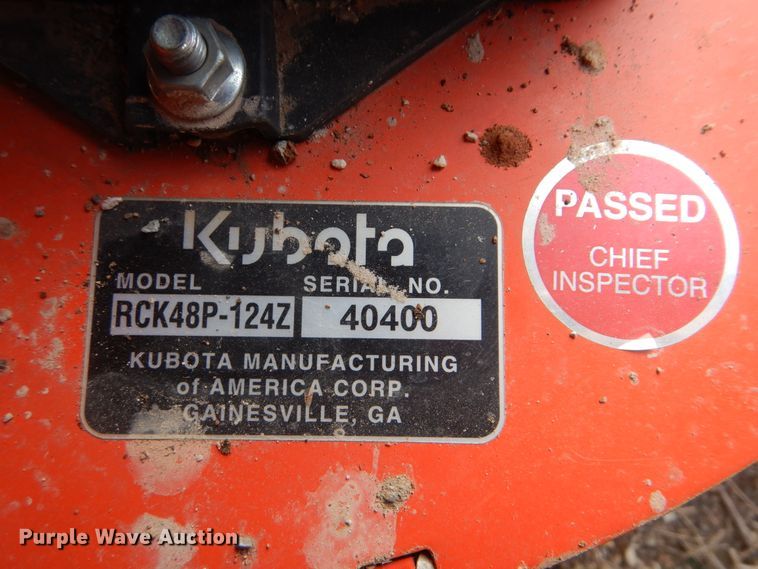 Kubota
MODEL SERIAL NO.
RCK48P-124Z 40400
KUBOTA MANUFACTURING
of AMERICA CORP.
GAINESVILLE, GA
PASSED
CHIEF
INSPECTOR
Purple Wave Auction